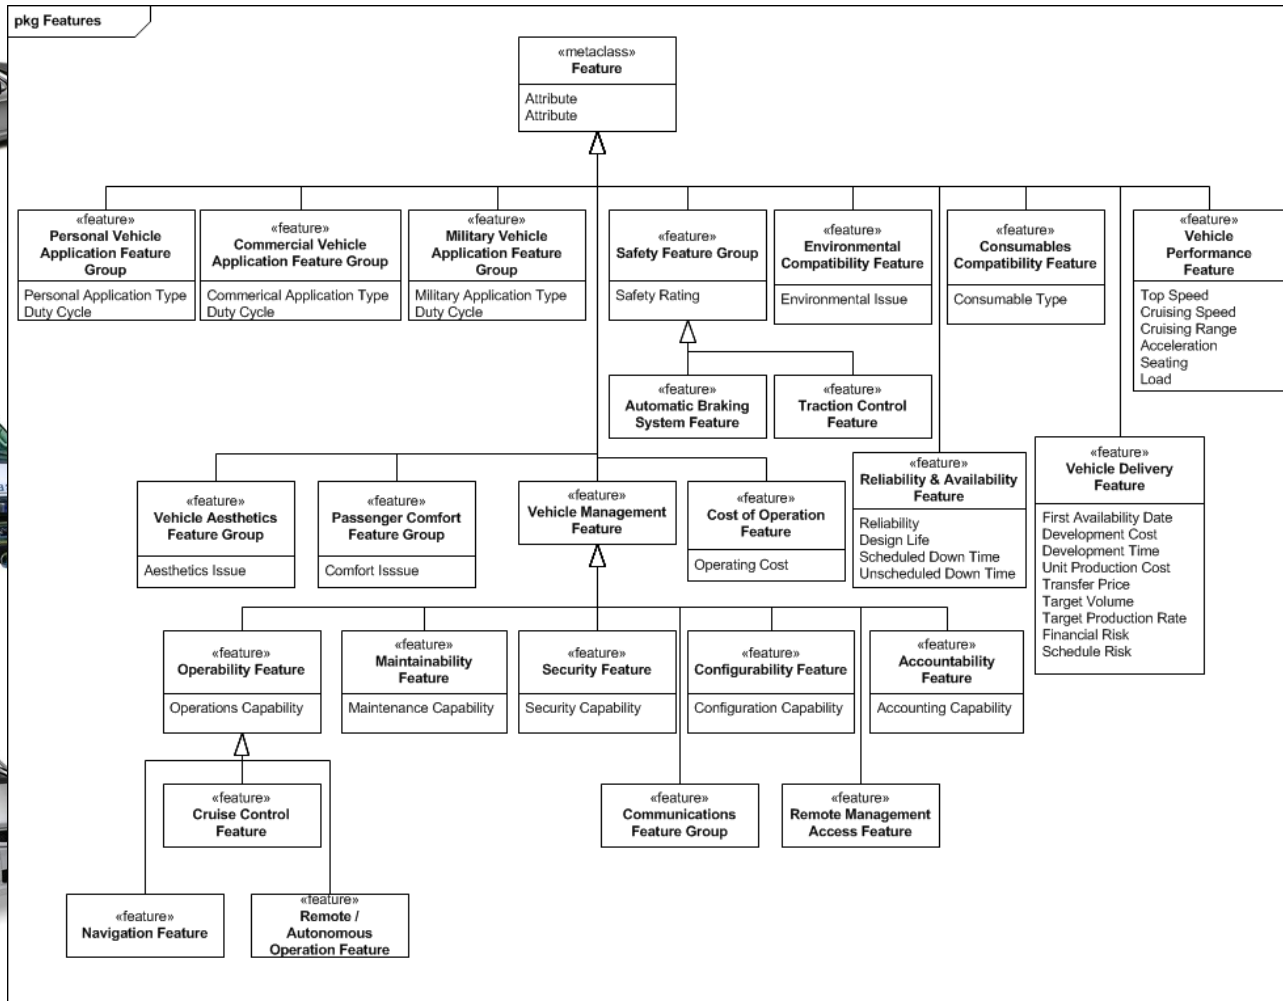 pkg Features
«metaclass»
Feature
Attribute
Attribute
«feature»
Personal Vehicle
Application Feature
Group
Personal Application Type
Duty Cycle
«feature»
Commercial Vehicle
Application Feature Group
Commerical Application Type
Duty Cycle
«feature»
Military Vehicle
Application Feature
Group
Military Application Type
Duty Cycle
«feature»
Safety Feature Group
Safety Rating
«feature»
Environmental
Compatibility Feature
Environmental Issue
«feature»
Consumables
Compatibility Feature
Consumable Type
«feature»
Vehicle
Performance
Feature
Top Speed
Cruising Speed
Cruising Range
Acceleration
Seating
Load
«feature»
Automatic Braking
System Feature
«feature»
Traction Control
Feature
«feature»
Vehicle Aesthetics
Feature Group
Aesthetics Issue
«feature»
Passenger Comfort
Feature Group
Comfort Isssue
«feature»
Vehicle Management
Feature
«feature»
Cost of Operation
Feature
Operating Cost
«feature»
Reliability & Availability
Feature
Reliability
Design Life
Scheduled Down Time
Unscheduled Down Time
«feature»
Vehicle Delivery
Feature
First Availability Date
Development Cost
Development Time
Unit Production Cost
Transfer Price
Target Volume
Target Production Rate
Financial Risk
Schedule Risk
«feature»
Operability Feature
Operations Capability
«feature»
Maintainability
Feature
Maintenance Capability
«feature»
Security Feature
Security Capability
«feature»
Configurability Feature
Configuration Capability
«feature»
Accountability
Feature
Accounting Capability
«feature»
Cruise Control
Feature
«feature»
Communications
Feature Group
«feature»
Remote Management
Access Feature
«feature»
Navigation Feature
«feature»
Remote /
Autonomous
Operation Feature